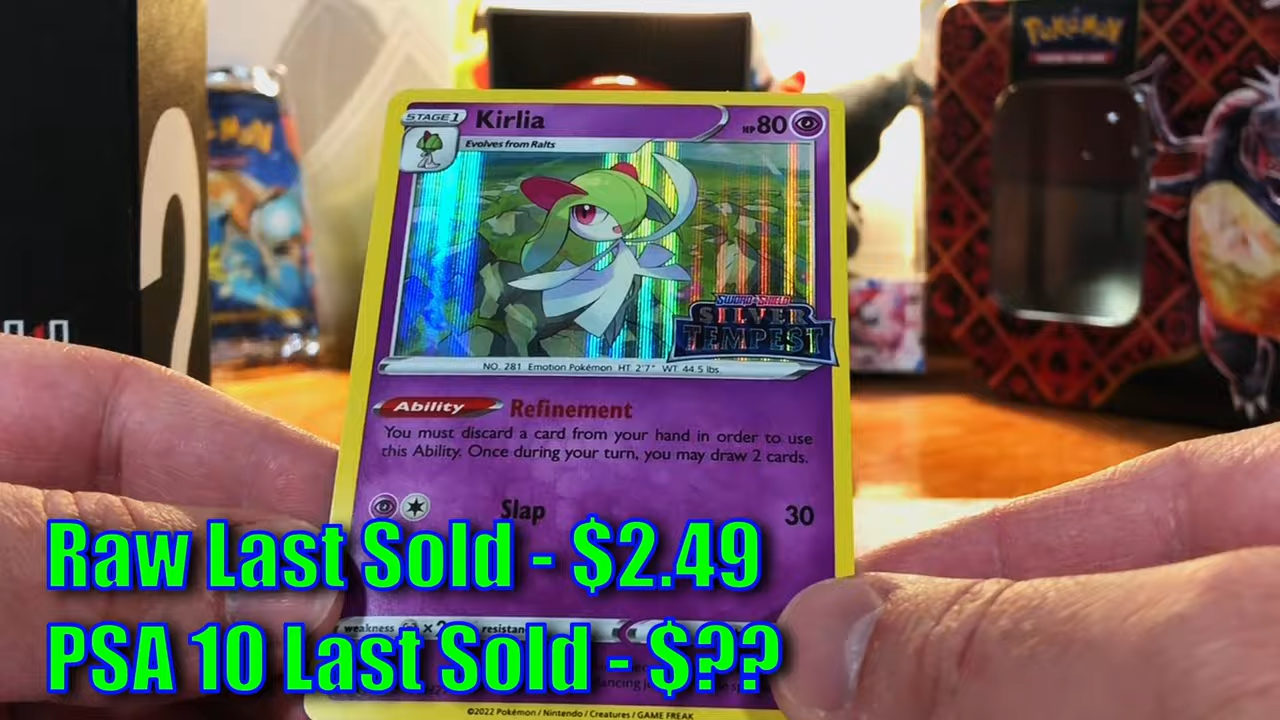 POKÉMON
STAGE 1 Kirlia HP 80
Evolves from Ralts
SWORD & SHIELD
SILVER
TEMPEST
NO. 281 Emotion Pokémon HT: 2'7" WT: 44.5 lbs.
Ability Refinement
You must discard a card from your hand in order to use
this Ability. Once during your turn, you may draw 2 cards.
Slap 30
Raw Last Sold - $2.49
weakness
PSA 10 Last Sold - $??
©2022 Pokémon / Nintendo / Creatures / GAME FREAK